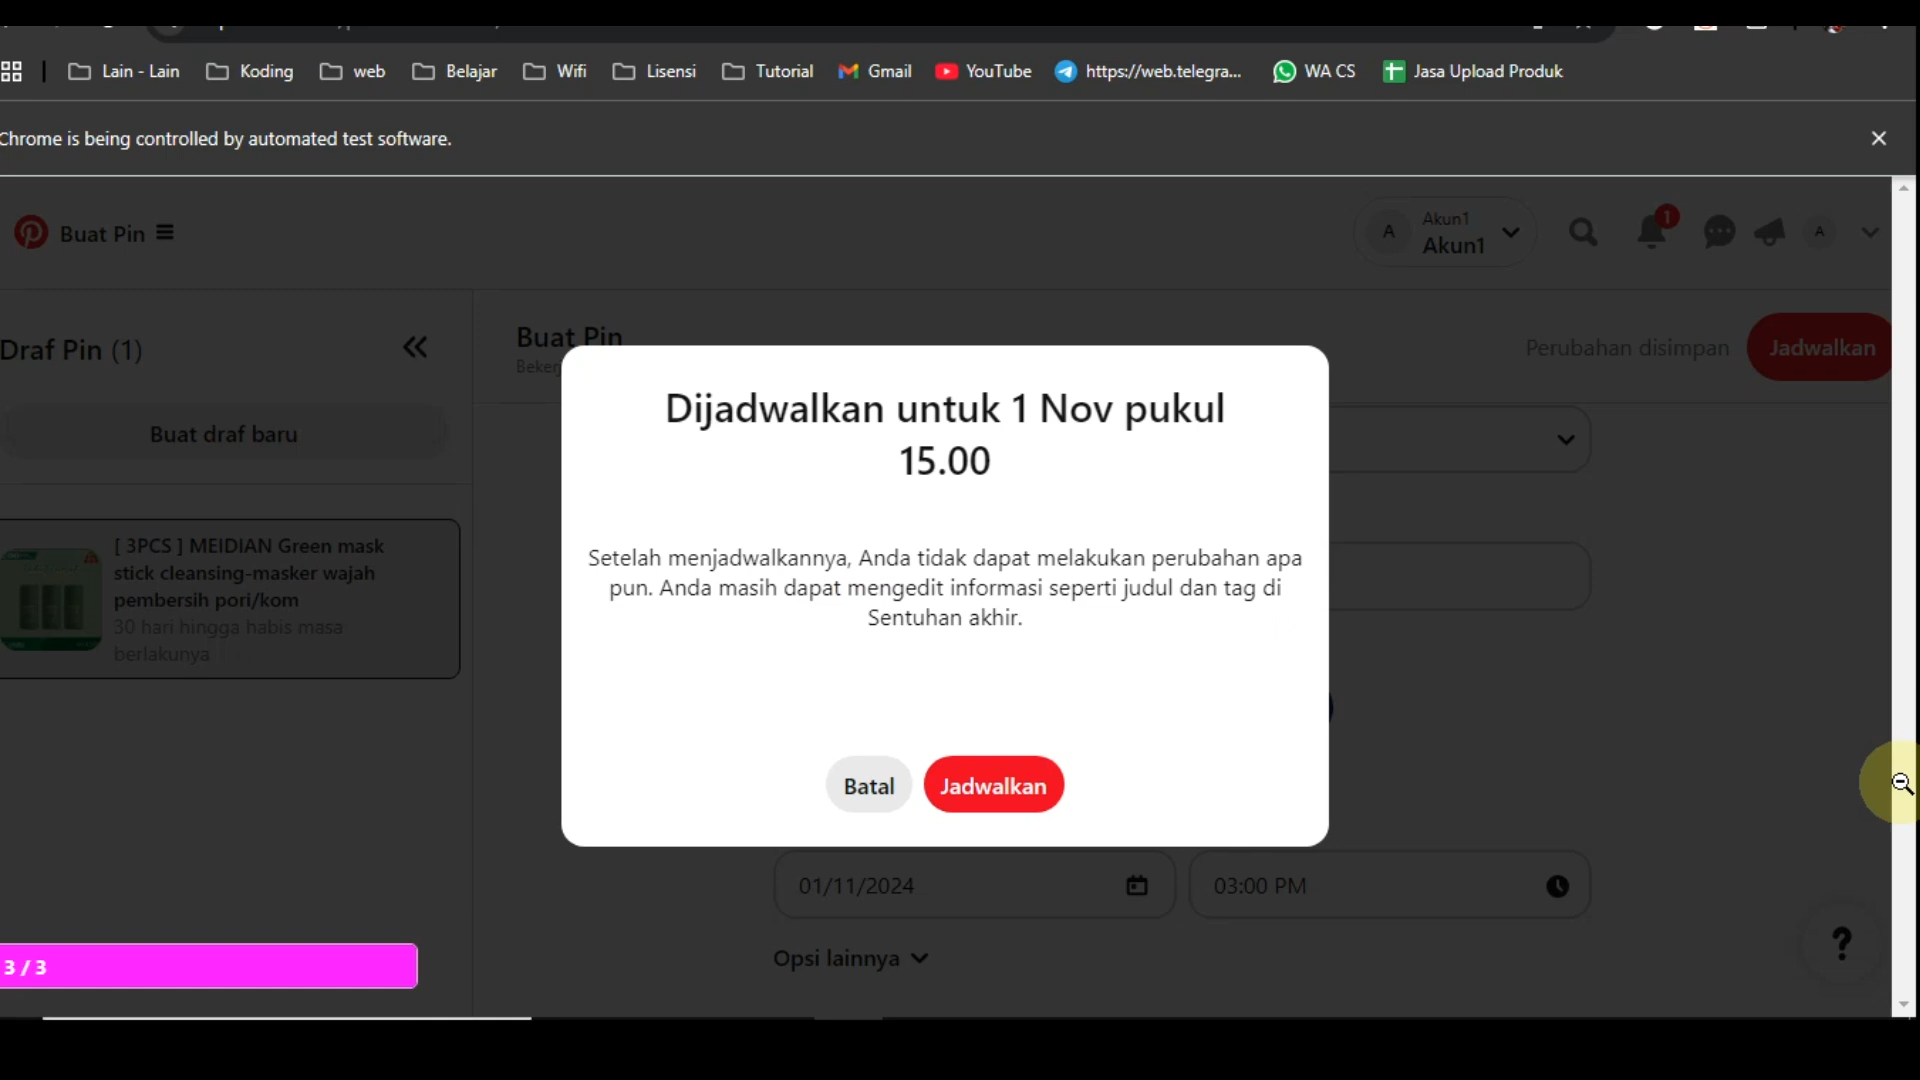 Lain - Lain
Koding
web
Belajar
Wifi
Lisensi
Tutorial
Gmail
YouTube
https://web.telegra...
WA CS
Jasa Upload Produk
Chrome is being controlled by automated test software.
Buat Pin
A
Akun1
Akun1
1
A
Draf Pin (1)
Buat Pin
Perubahan disimpan
Jadwalkan
Buat draf baru
Dijadwalkan untuk 1 Nov pukul
15.00
[ 3PCS ] MEIDIAN Green mask
stick cleansing-masker wajah
pembersih pori/kom
30 hari hingga habis masa
berlakunya
Setelah menjadwalkannya, Anda tidak dapat melakukan perubahan apa
pun. Anda masih dapat mengedit informasi seperti judul dan tag di
Sentuhan akhir.
Batal
Jadwalkan
01/11/2024
03:00 PM
Opsi lainnya
?
3 / 3